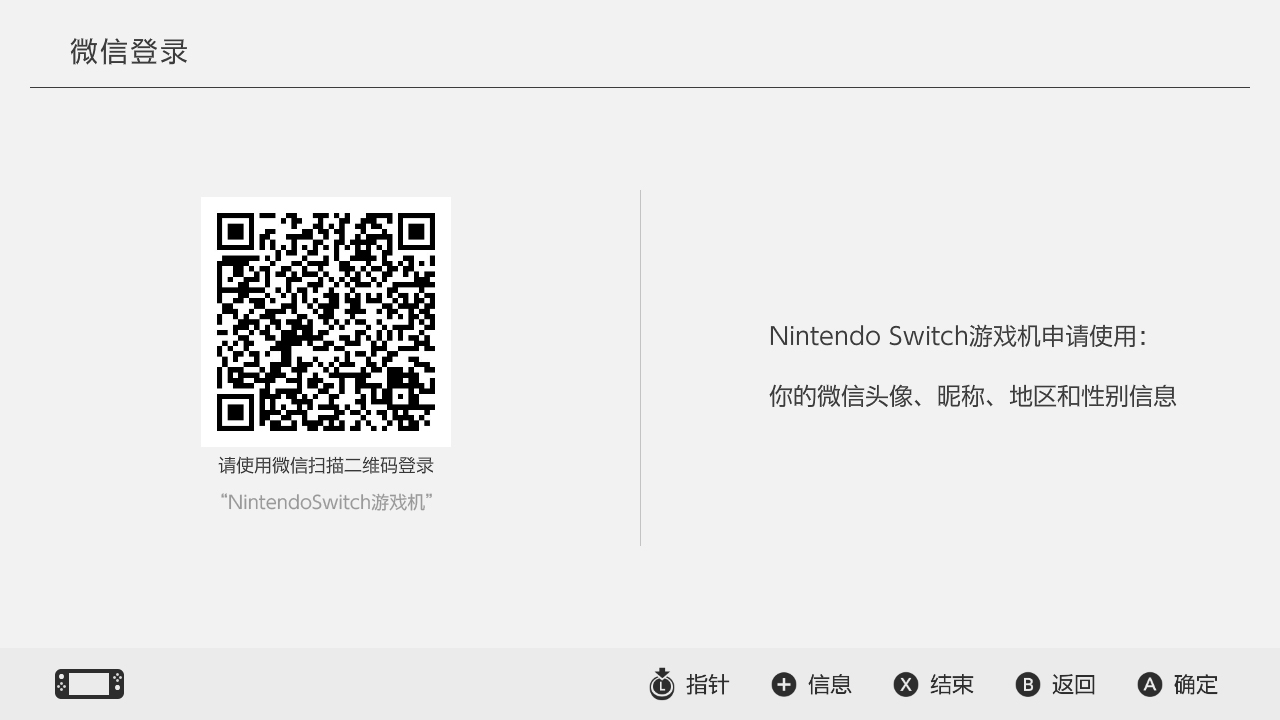 微信登录
请使用微信扫描二维码登录
“NintendoSwitch游戏机”
Nintendo Switch游戏机申请使用：
你的微信头像、昵称、地区和性别信息
L 指针 + 信息 X 结束 B 返回 A 确定